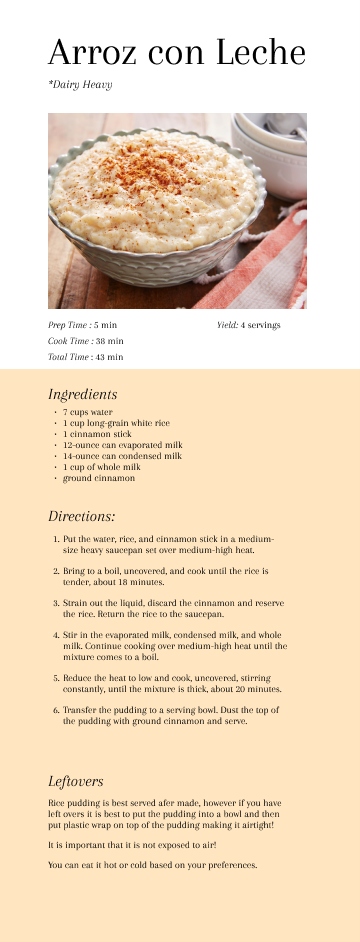 Arroz con Leche
*Dairy Heavy
Prep Time : 5 min
Yield: 4 servings
Cook Time : 38 min
Total Time : 43 min
Ingredients
• 7 cups water
• 1 cup long-grain white rice
• 1 cinnamon stick
• 12-ounce can evaporated milk
• 14-ounce can condensed milk
• 1 cup of whole milk
• ground cinnamon
Directions:
1. Put the water, rice, and cinnamon stick in a medium-
size heavy saucepan set over medium-high heat.
2. Bring to a boil, uncovered, and cook until the rice is
tender, about 18 minutes.
3. Strain out the liquid, discard the cinnamon and reserve
the rice. Return the rice to the saucepan.
4. Stir in the evaporated milk, condensed milk, and whole
milk. Continue cooking over medium-high heat until the
mixture comes to a boil.
5. Reduce the heat to low and cook, uncovered, stirring
constantly, until the mixture is thick, about 20 minutes.
6. Transfer the pudding to a serving bowl. Dust the top of
the pudding with ground cinnamon and serve.
Leftovers
Rice pudding is best served afer made, however if you have
left overs it is best to put the pudding into a bowl and then
put plastic wrap on top of the pudding making it airtight!
It is important that it is not exposed to air!
You can eat it hot or cold based on your preferences.